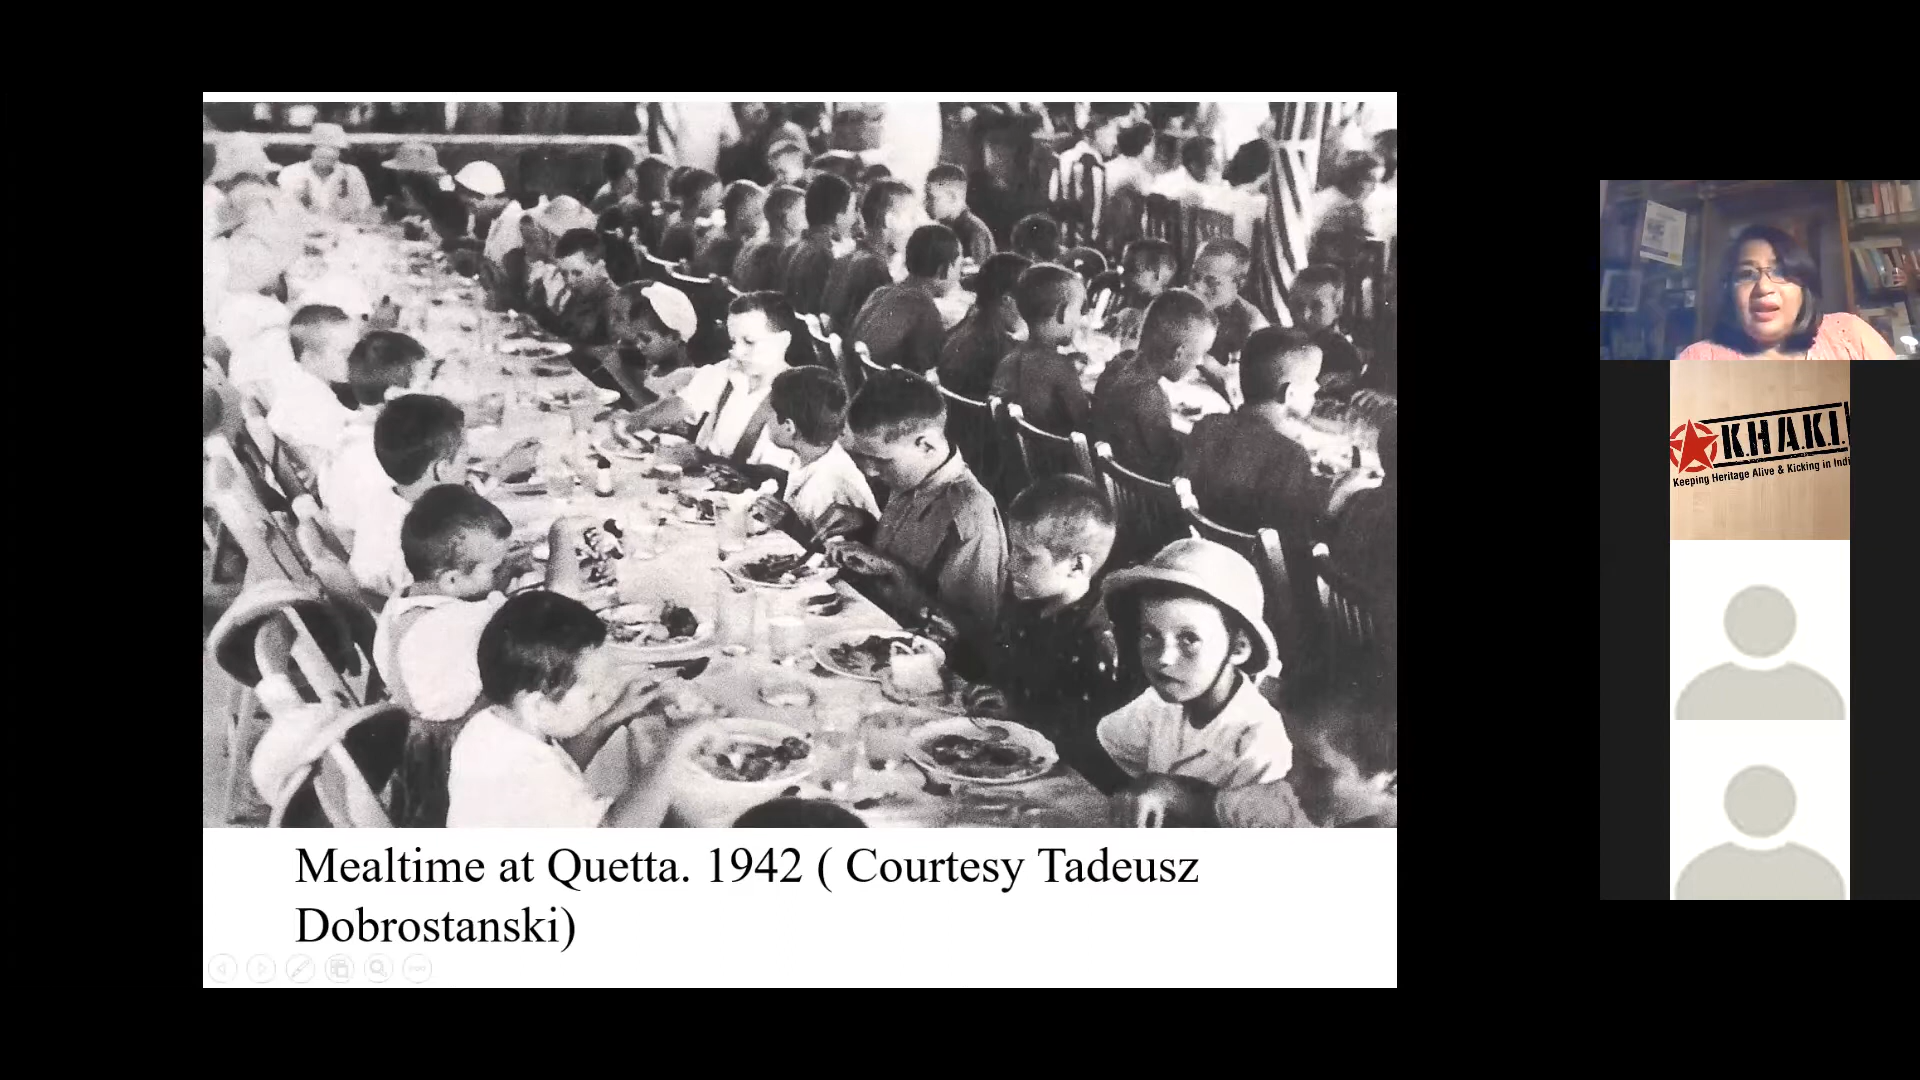 Mealtime at Quetta. 1942 ( Courtesy Tadeusz
Dobrostanski)
K.H.A.K.I.
Keeping Heritage Alive & Kicking in Indi